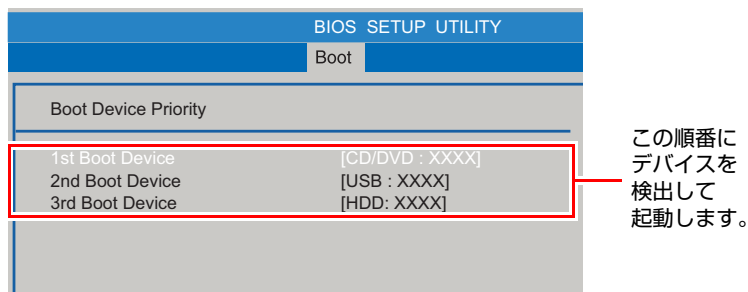 BIOS SETUP UTILITY
Boot
Boot Device Priority
1st Boot Device [CD/DVD : XXXX]
2nd Boot Device [USB : XXXX]
3rd Boot Device [HDD: XXXX]
この順番に
デバイスを
検出して
起動します。